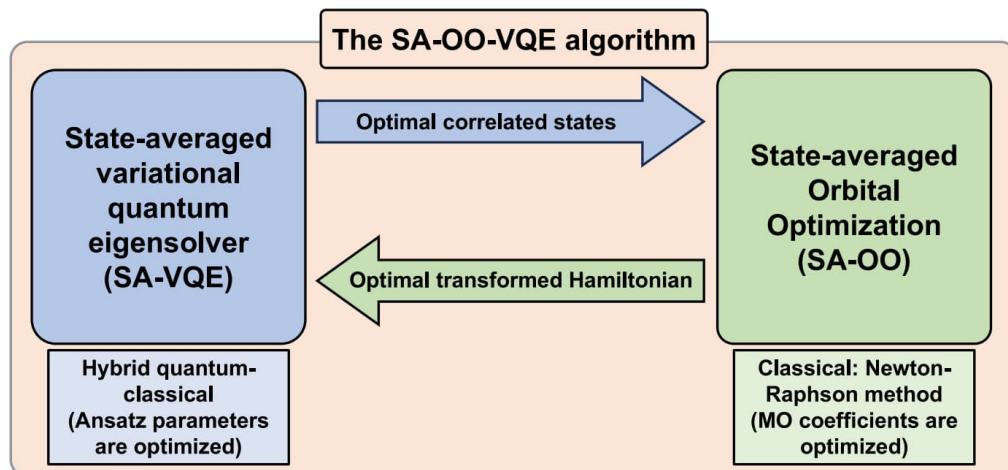 The SA-OO-VQE algorithm
State-averaged
variational
quantum
eigensolver
(SA-VQE)
Optimal correlated states
State-averaged
Orbital
Optimization
(SA-OO)
Optimal transformed Hamiltonian
Hybrid quantum-
classical
(Ansatz parameters
are optimized)
Classical: Newton-
Raphson method
(MO coefficients are
optimized)